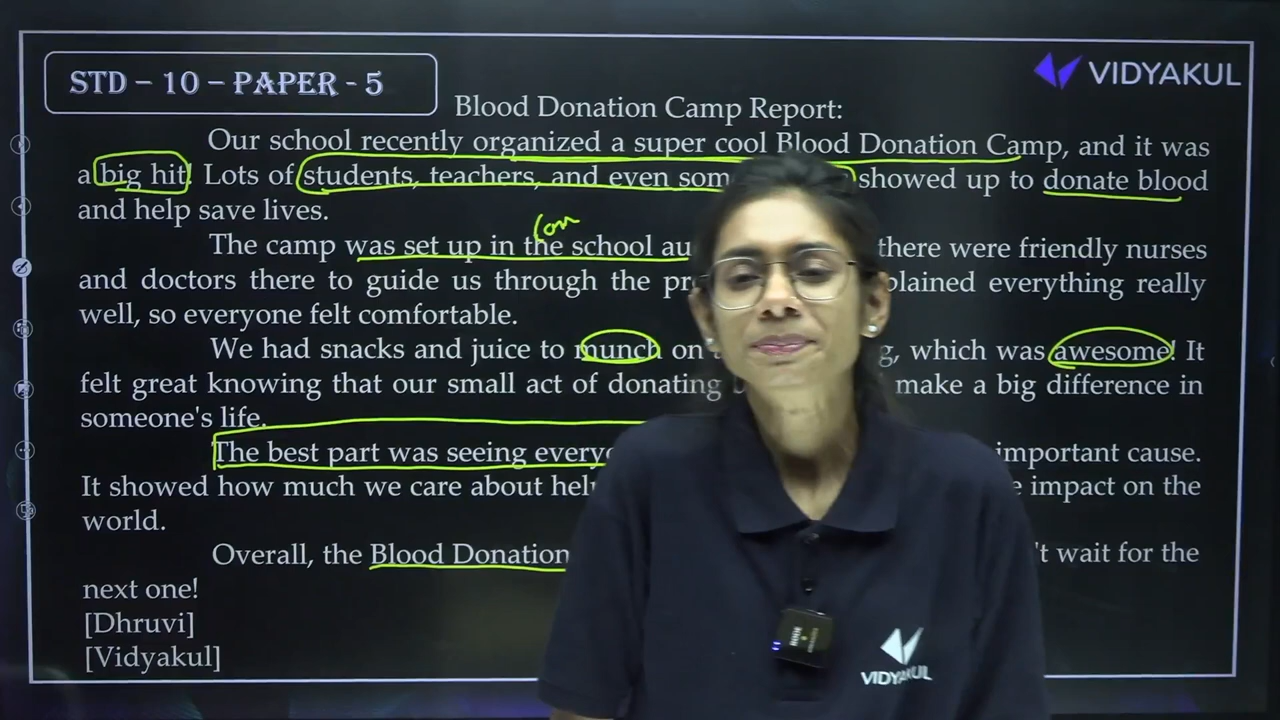 STD – 10 – PAPER - 5
VIDYAKUL
Blood Donation Camp Report:
Our school recently organized a super cool Blood Donation Camp, and it was
a big hit! Lots of students, teachers, and even som showed up to donate blood
and help save lives.
The camp was set up in the school au there were friendly nurses
and doctors there to guide us through the pr plained everything really
well, so everyone felt comfortable.
We had snacks and juice to munch on g, which was awesome! It
felt great knowing that our small act of donating make a big difference in
someone's life.
The best part was seeing every important cause.
It showed how much we care about hel e impact on the
world.
Overall, the Blood Donation 't wait for the
next one!
[Dhruvi]
[Vidyakul]
VIDYAKUL